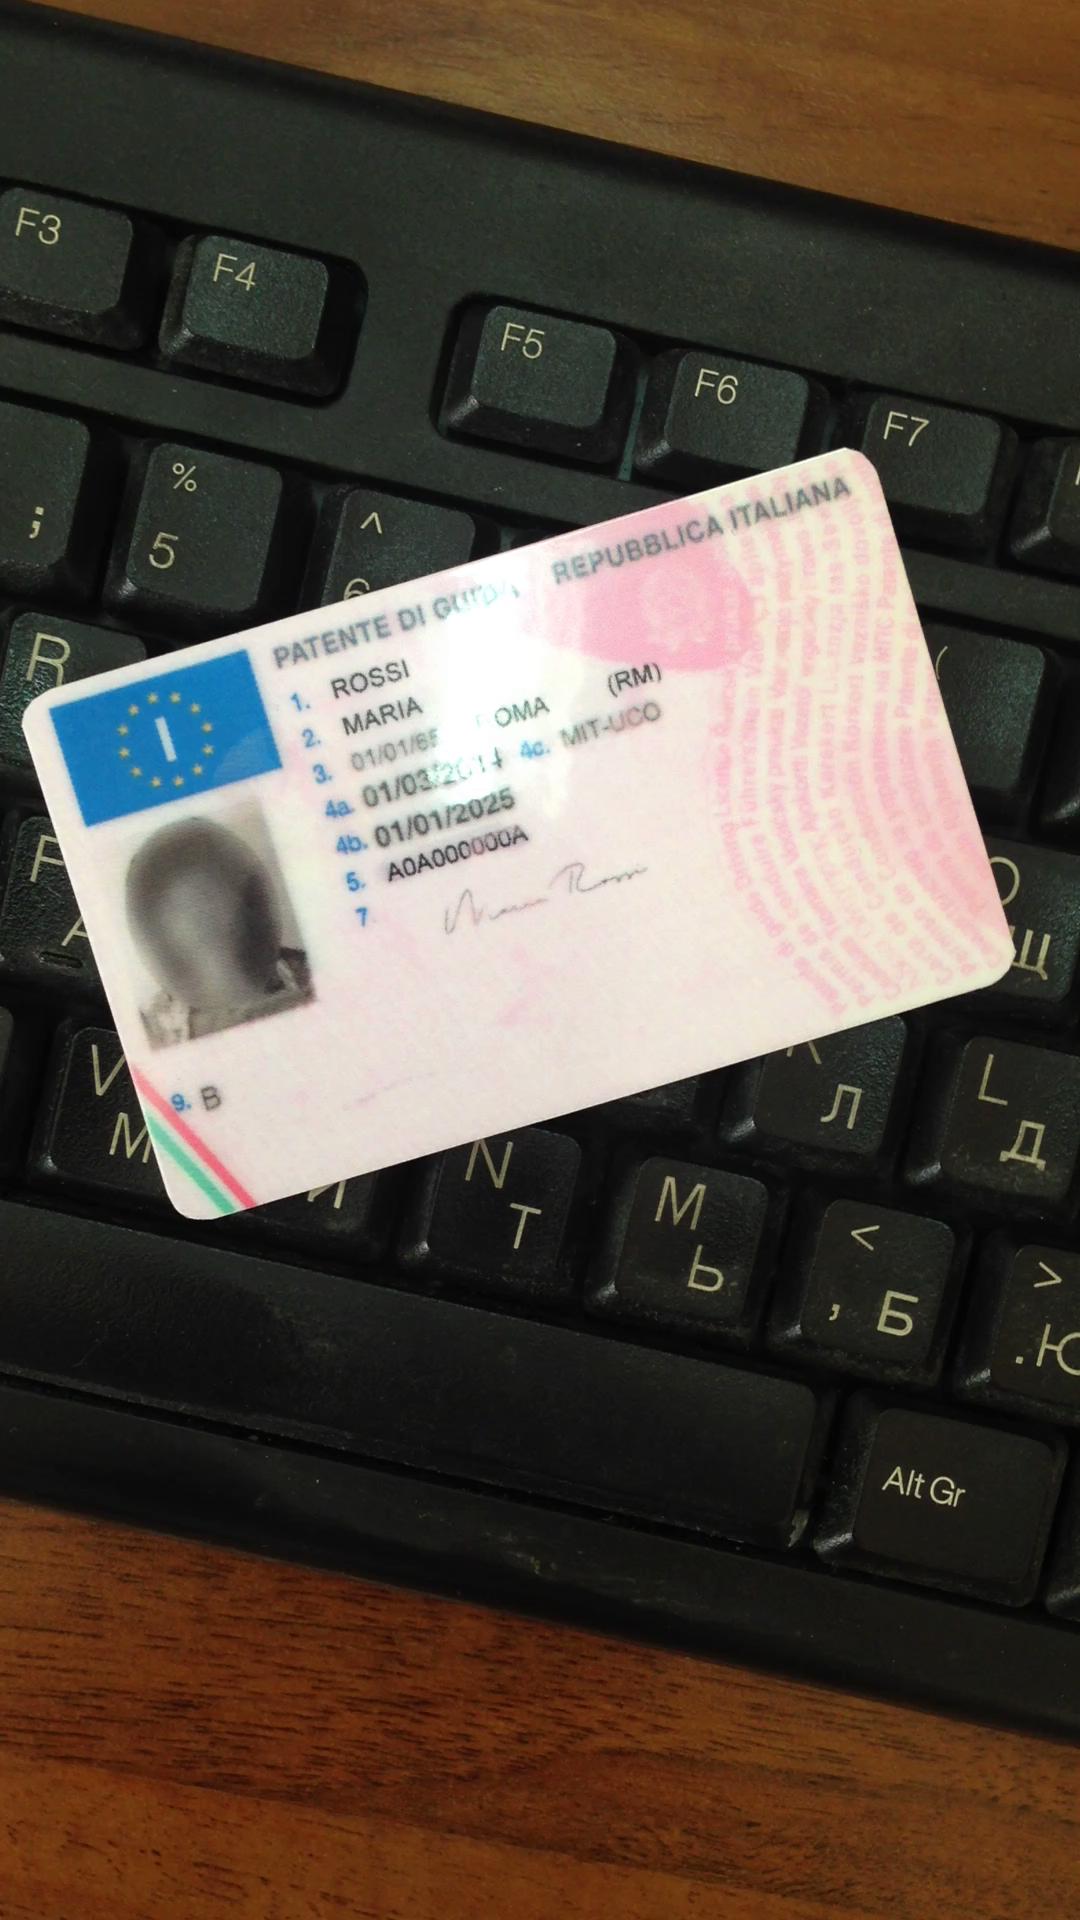 F3
F4
F5
F6
F7
;
%
5
^
6
(
R
PATENTE DI GUIDA REPUBBLICA ITALIANA
I
1. ROSSI
2. MARIA
3. 01/01/65 ROMA (RM)
4a. 01/03/2014 4c. MIT-UCO
4b. 01/01/2025
5. A0A000000A
7. Maria Rossi
9. B
F
А
О
Щ
V
М
И
N
Т
M
Ь
K
Л
L
Д
<
, Б
>
. Ю
Alt Gr